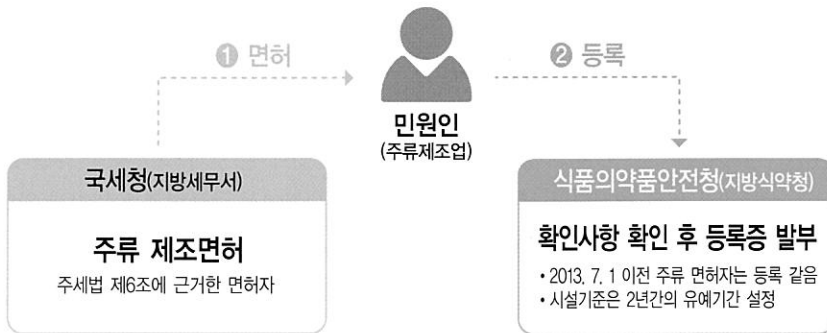 ❶ 면허
❷ 등록
민원인
(주류제조업)
국세청(지방세무서)
주류 제조면허
주세법 제6조에 근거한 면허자
식품의약품안전청(지방식약청)
확인사항 확인 후 등록증 발부
• 2013. 7. 1 이전 주류 면허자는 등록 같음
• 시설기준은 2년간의 유예기간 설정